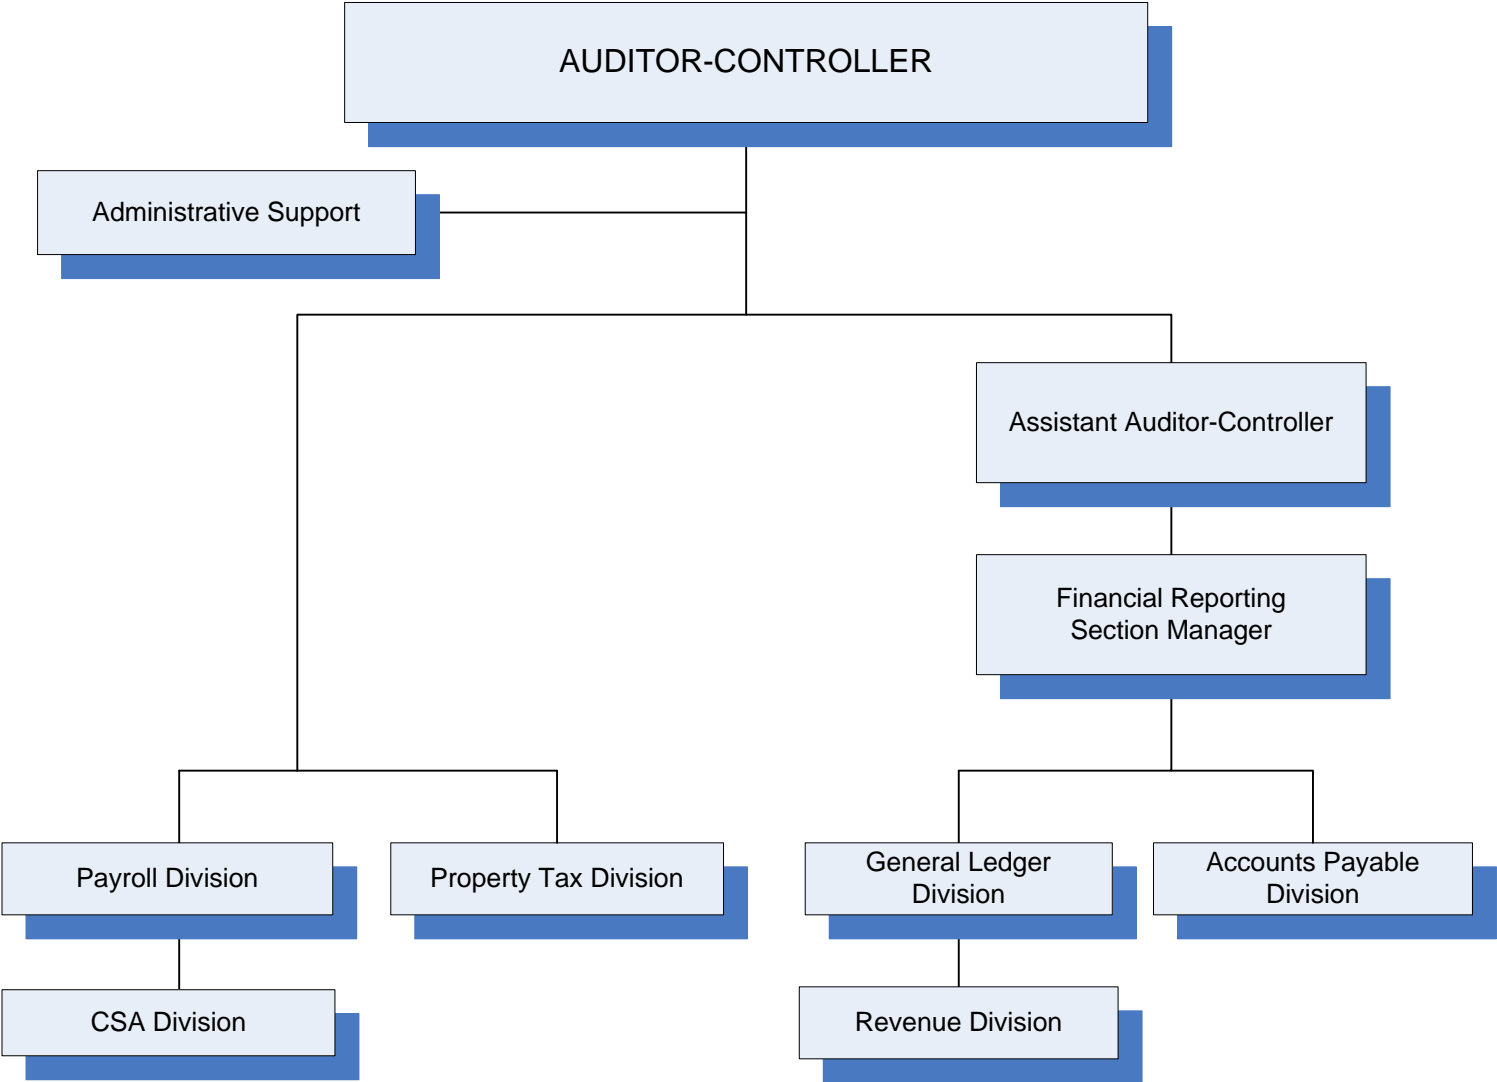 AUDITOR-CONTROLLER
Administrative Support
Assistant Auditor-Controller
Financial Reporting
Section Manager
Payroll Division
Property Tax Division
General Ledger
Division
Accounts Payable
Division
CSA Division
Revenue Division